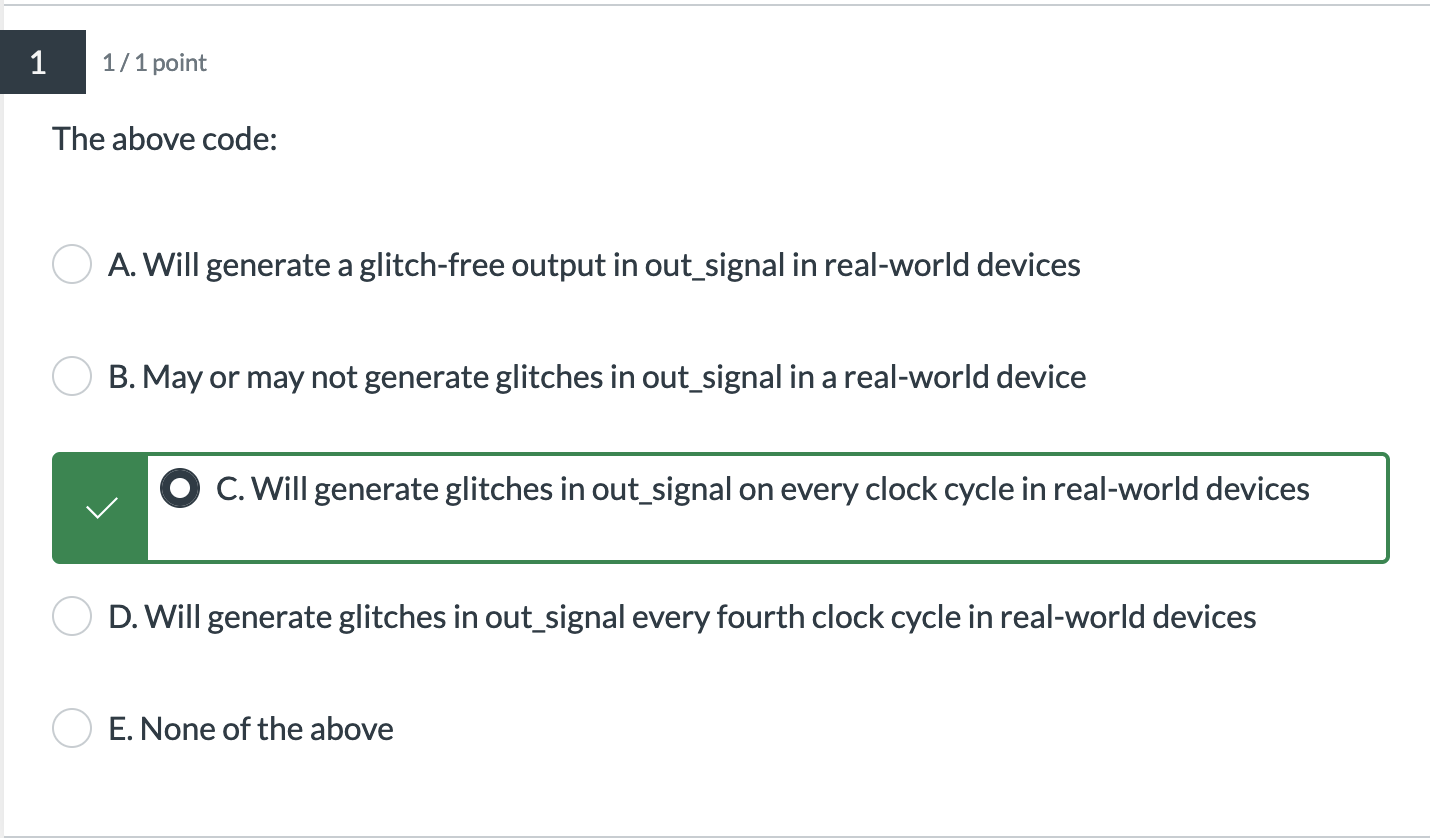 1
1 / 1 point
The above code:
A. Will generate a glitch-free output in out_signal in real-world devices
B. May or may not generate glitches in out_signal in a real-world device
C. Will generate glitches in out_signal on every clock cycle in real-world devices
D. Will generate glitches in out_signal every fourth clock cycle in real-world devices
E. None of the above